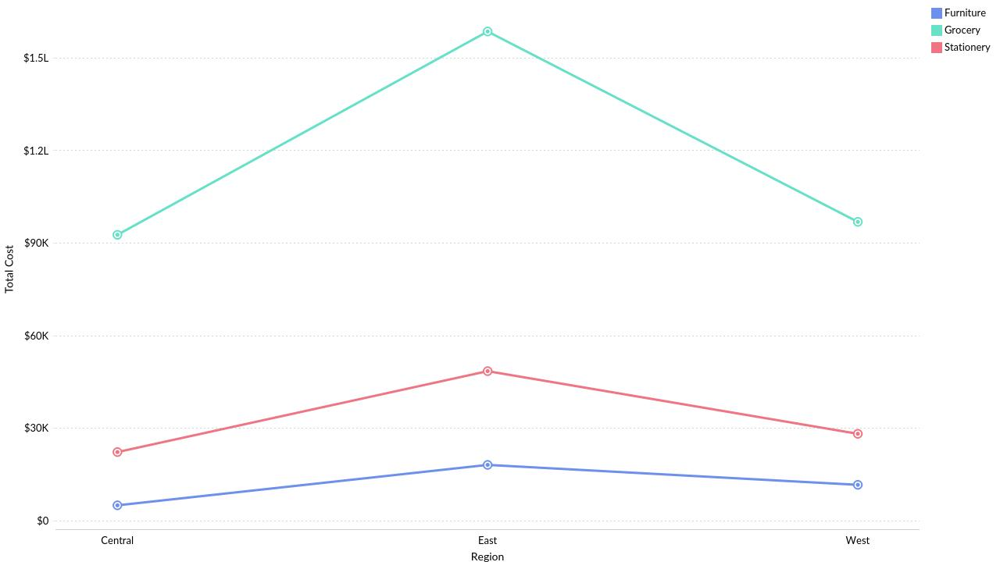 Furniture
Grocery
Stationery
$1.5L
$1.2L
$90K
$60K
$30K
$0
Total Cost
Central East West
Region